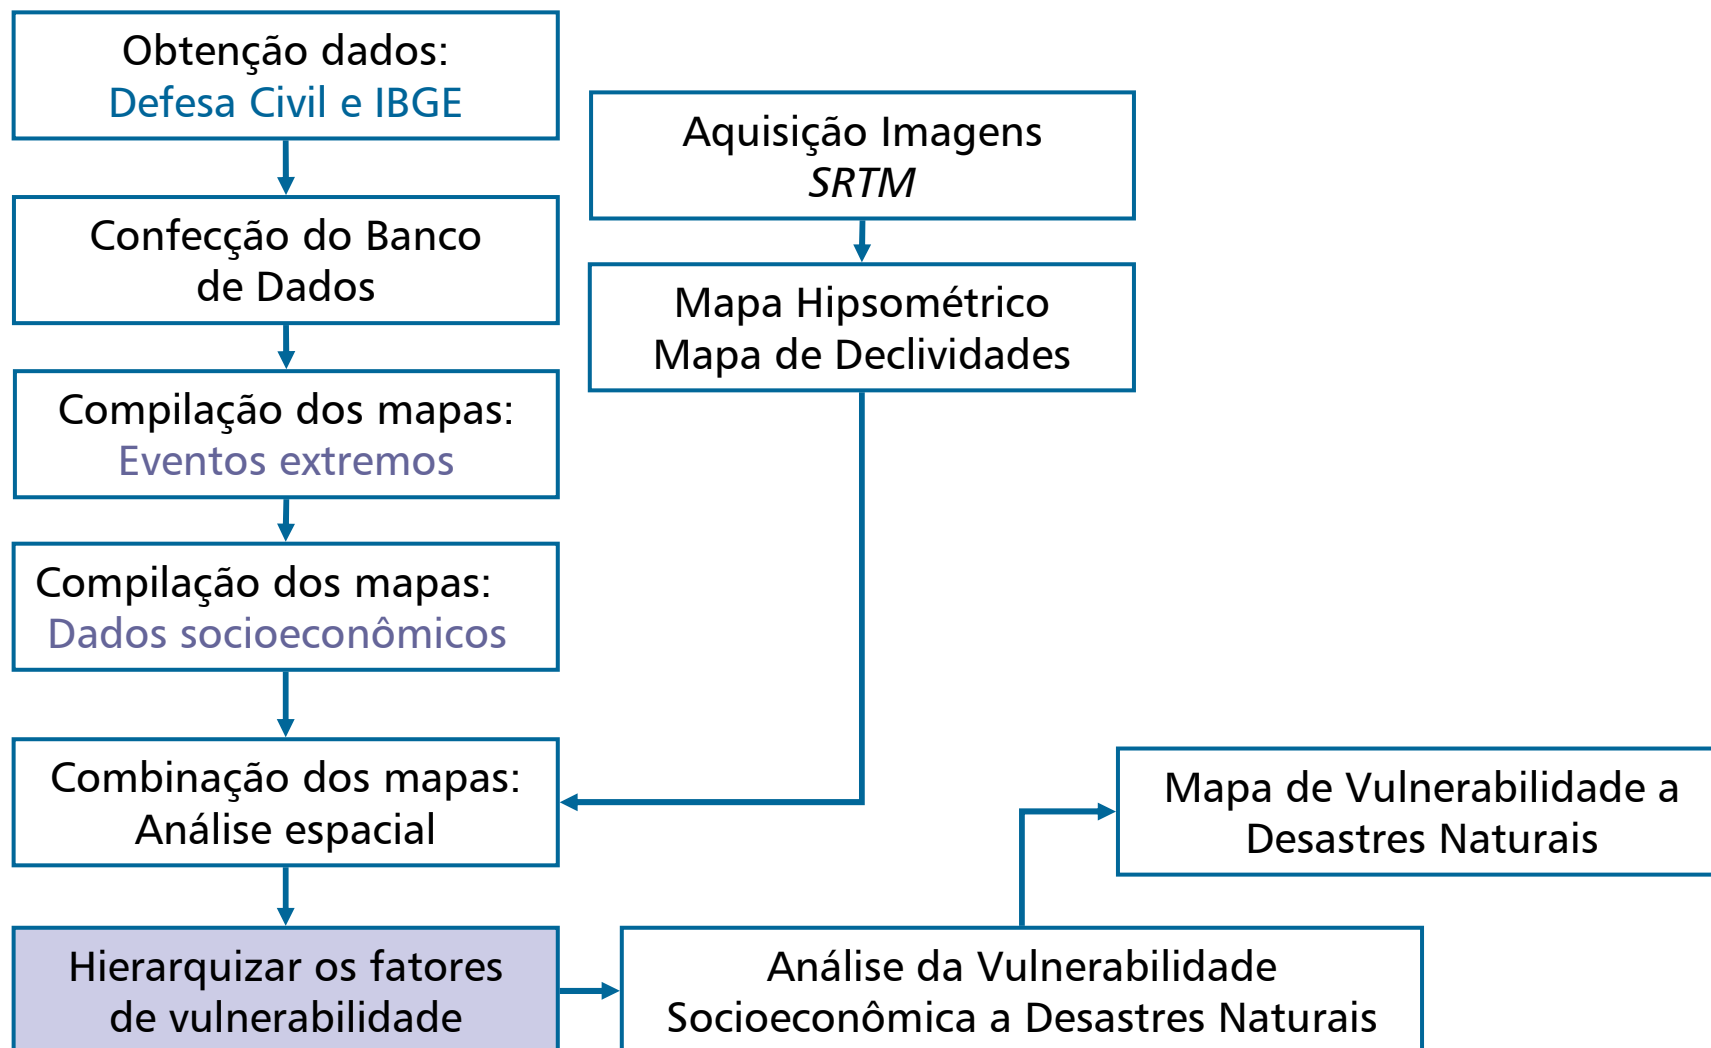 Obtenção dados:
Defesa Civil e IBGE
Confecção do Banco
de Dados
Compilação dos mapas:
Eventos extremos
Compilação dos mapas:
Dados socioeconômicos
Combinação dos mapas:
Análise espacial
Hierarquizar os fatores
de vulnerabilidade
Aquisição Imagens
SRTM
Mapa Hipsométrico
Mapa de Declividades
Análise da Vulnerabilidade
Socioeconômica a Desastres Naturais
Mapa de Vulnerabilidade a
Desastres Naturais